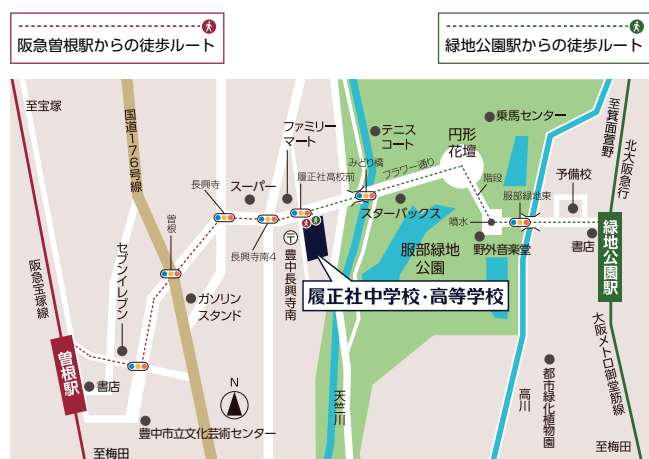 阪急曽根駅からの徒歩ルート
緑地公園駅からの徒歩ルート
至宝塚
国道176号線
ファミリー
マート
テニス
コート
乗馬センター
円形
花壇
至箕面萱野
北大阪急行
みどり橋
フラワー通り
履正社高校前
長興寺
スーパー
階段
服部緑地東
予備校
スターバックス
噴水
曽根
長興寺南4
〒
豊中長興寺南
服部緑地
公園
野外音楽堂
書店
緑地公園駅
セブンイレブン
阪急宝塚線
ガソリン
スタンド
履正社中学校・高等学校
曽根駅
書店
N
天竺川
高川
都市緑化植物園
大阪メトロ御堂筋線
豊中市立文化芸術センター
至梅田
至梅田